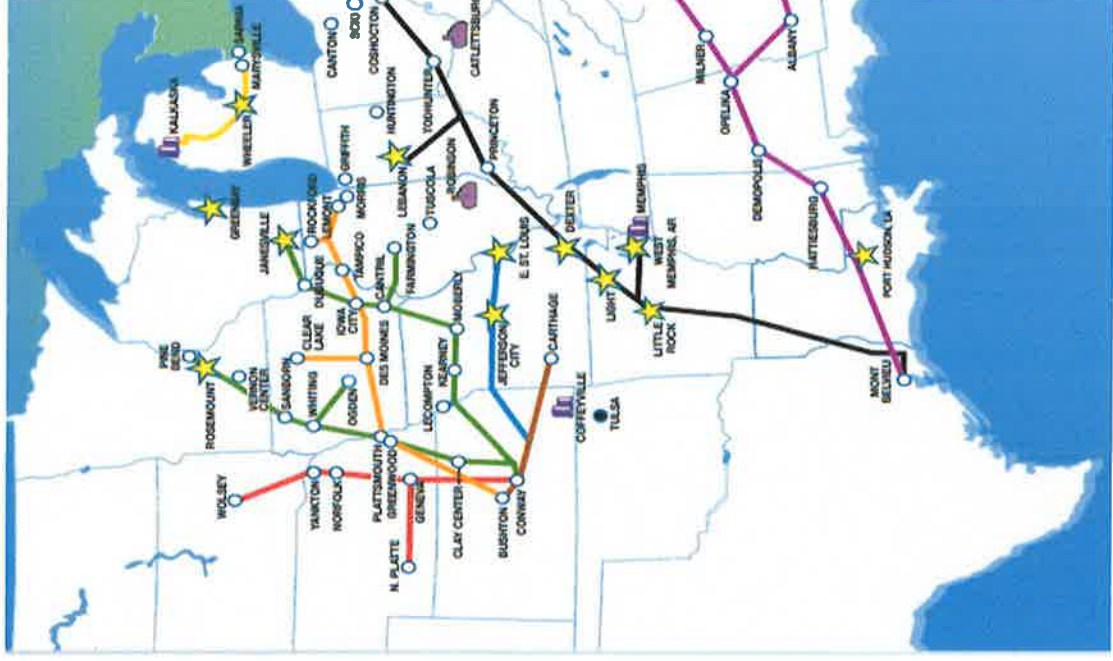 SCIO
CANTON
COSHOCTON
SARNIA
MARYSVILLE
KALKASKA
WHEELER
HUNTINGTON
TODHUNTER
CATLETTSBURG
LEBANON
ROBINSON
PRINCETON
TUSCOLA
GRIFFITH
MORRIS
LEMONT
ROCKFORD
GREENBAY
JANESVILLE
DUBUQUE
TAMPICO
FARMINGTON
CANTRIL
IOWA
CITY
CLEAR
LAKE
DES MOINES
MOBERLY
KEARNEY
LECOMPTON
JEFFERSON
CITY
E. ST. LOUIS
CARTHAGE
DEXTER
MEMPHIS
WEST
MEMPHIS, AR
LIGHT
LITTLE
ROCK
PINE
BEND
ROSEMOUNT
VERNON
CENTER
SANBORN
WHITING
OGDEN
WOLSEY
YANKTON
NORFOLK
PLATTSMOUTH
GREENWOOD
GENEVA
N. PLATTE
CLAY CENTER
BUSHTON
CONWAY
COFFEYVILLE
TULSA
MILNER
ALBANY
OPELIKA
DEMOPOLIS
HATTIESBURG
PORT HUDSON, LA
MONT
BELVIEU